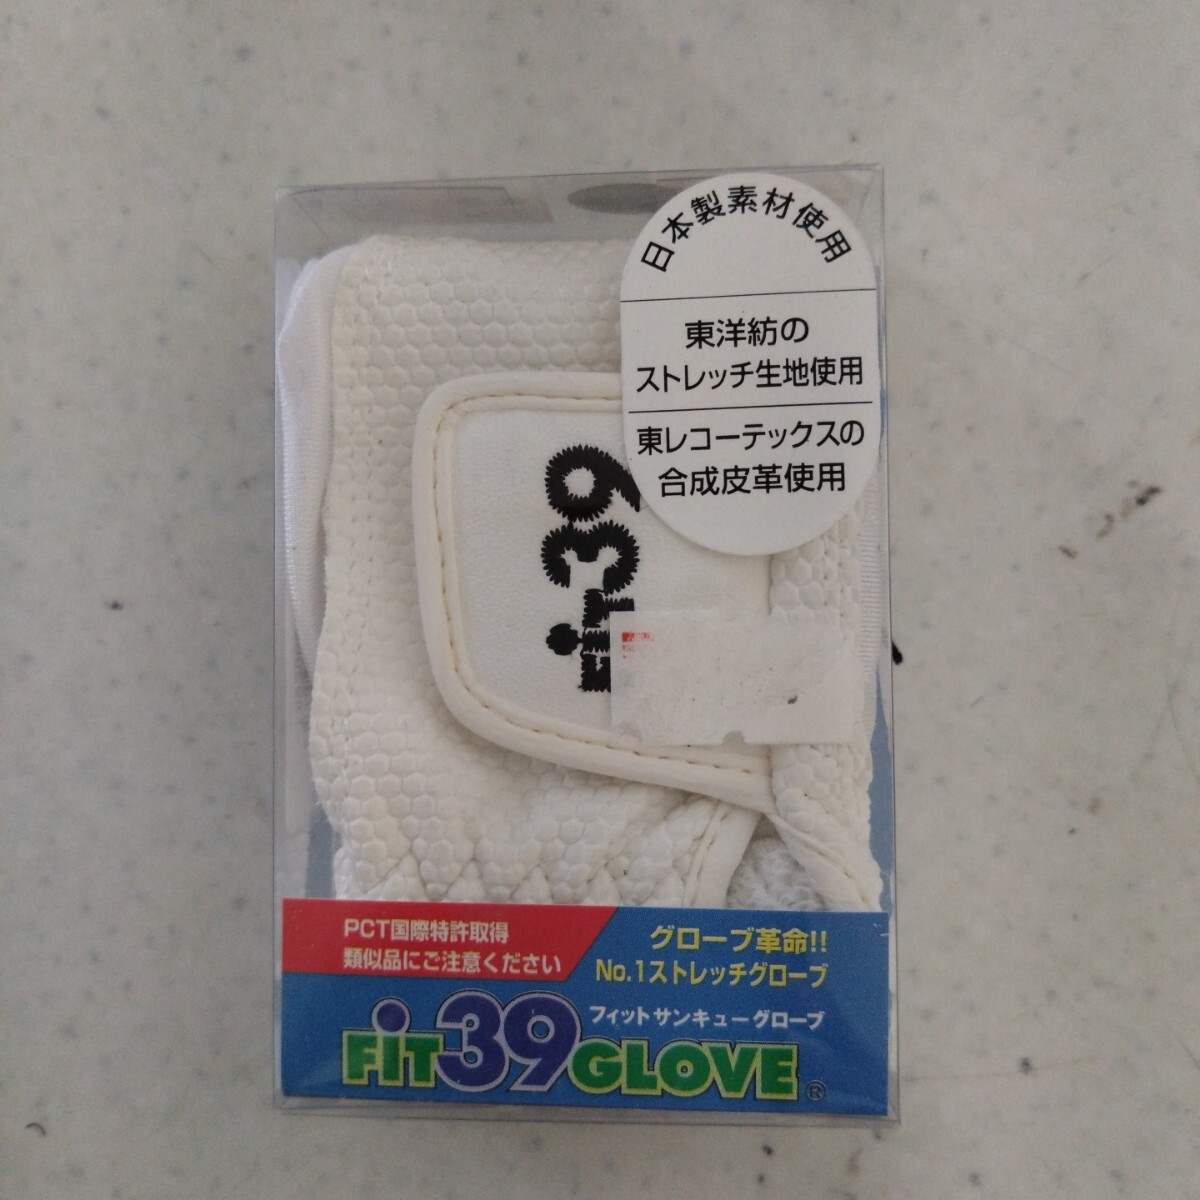 日本製素材使用
東洋紡の
ストレッチ生地使用
東レコーテックスの
合成皮革使用
FiT39
PCT国際特許取得
類似品にご注意ください
グローブ革命!!
No.1ストレッチグローブ
フィットサンキューグローブ
FiT39GLOVE®